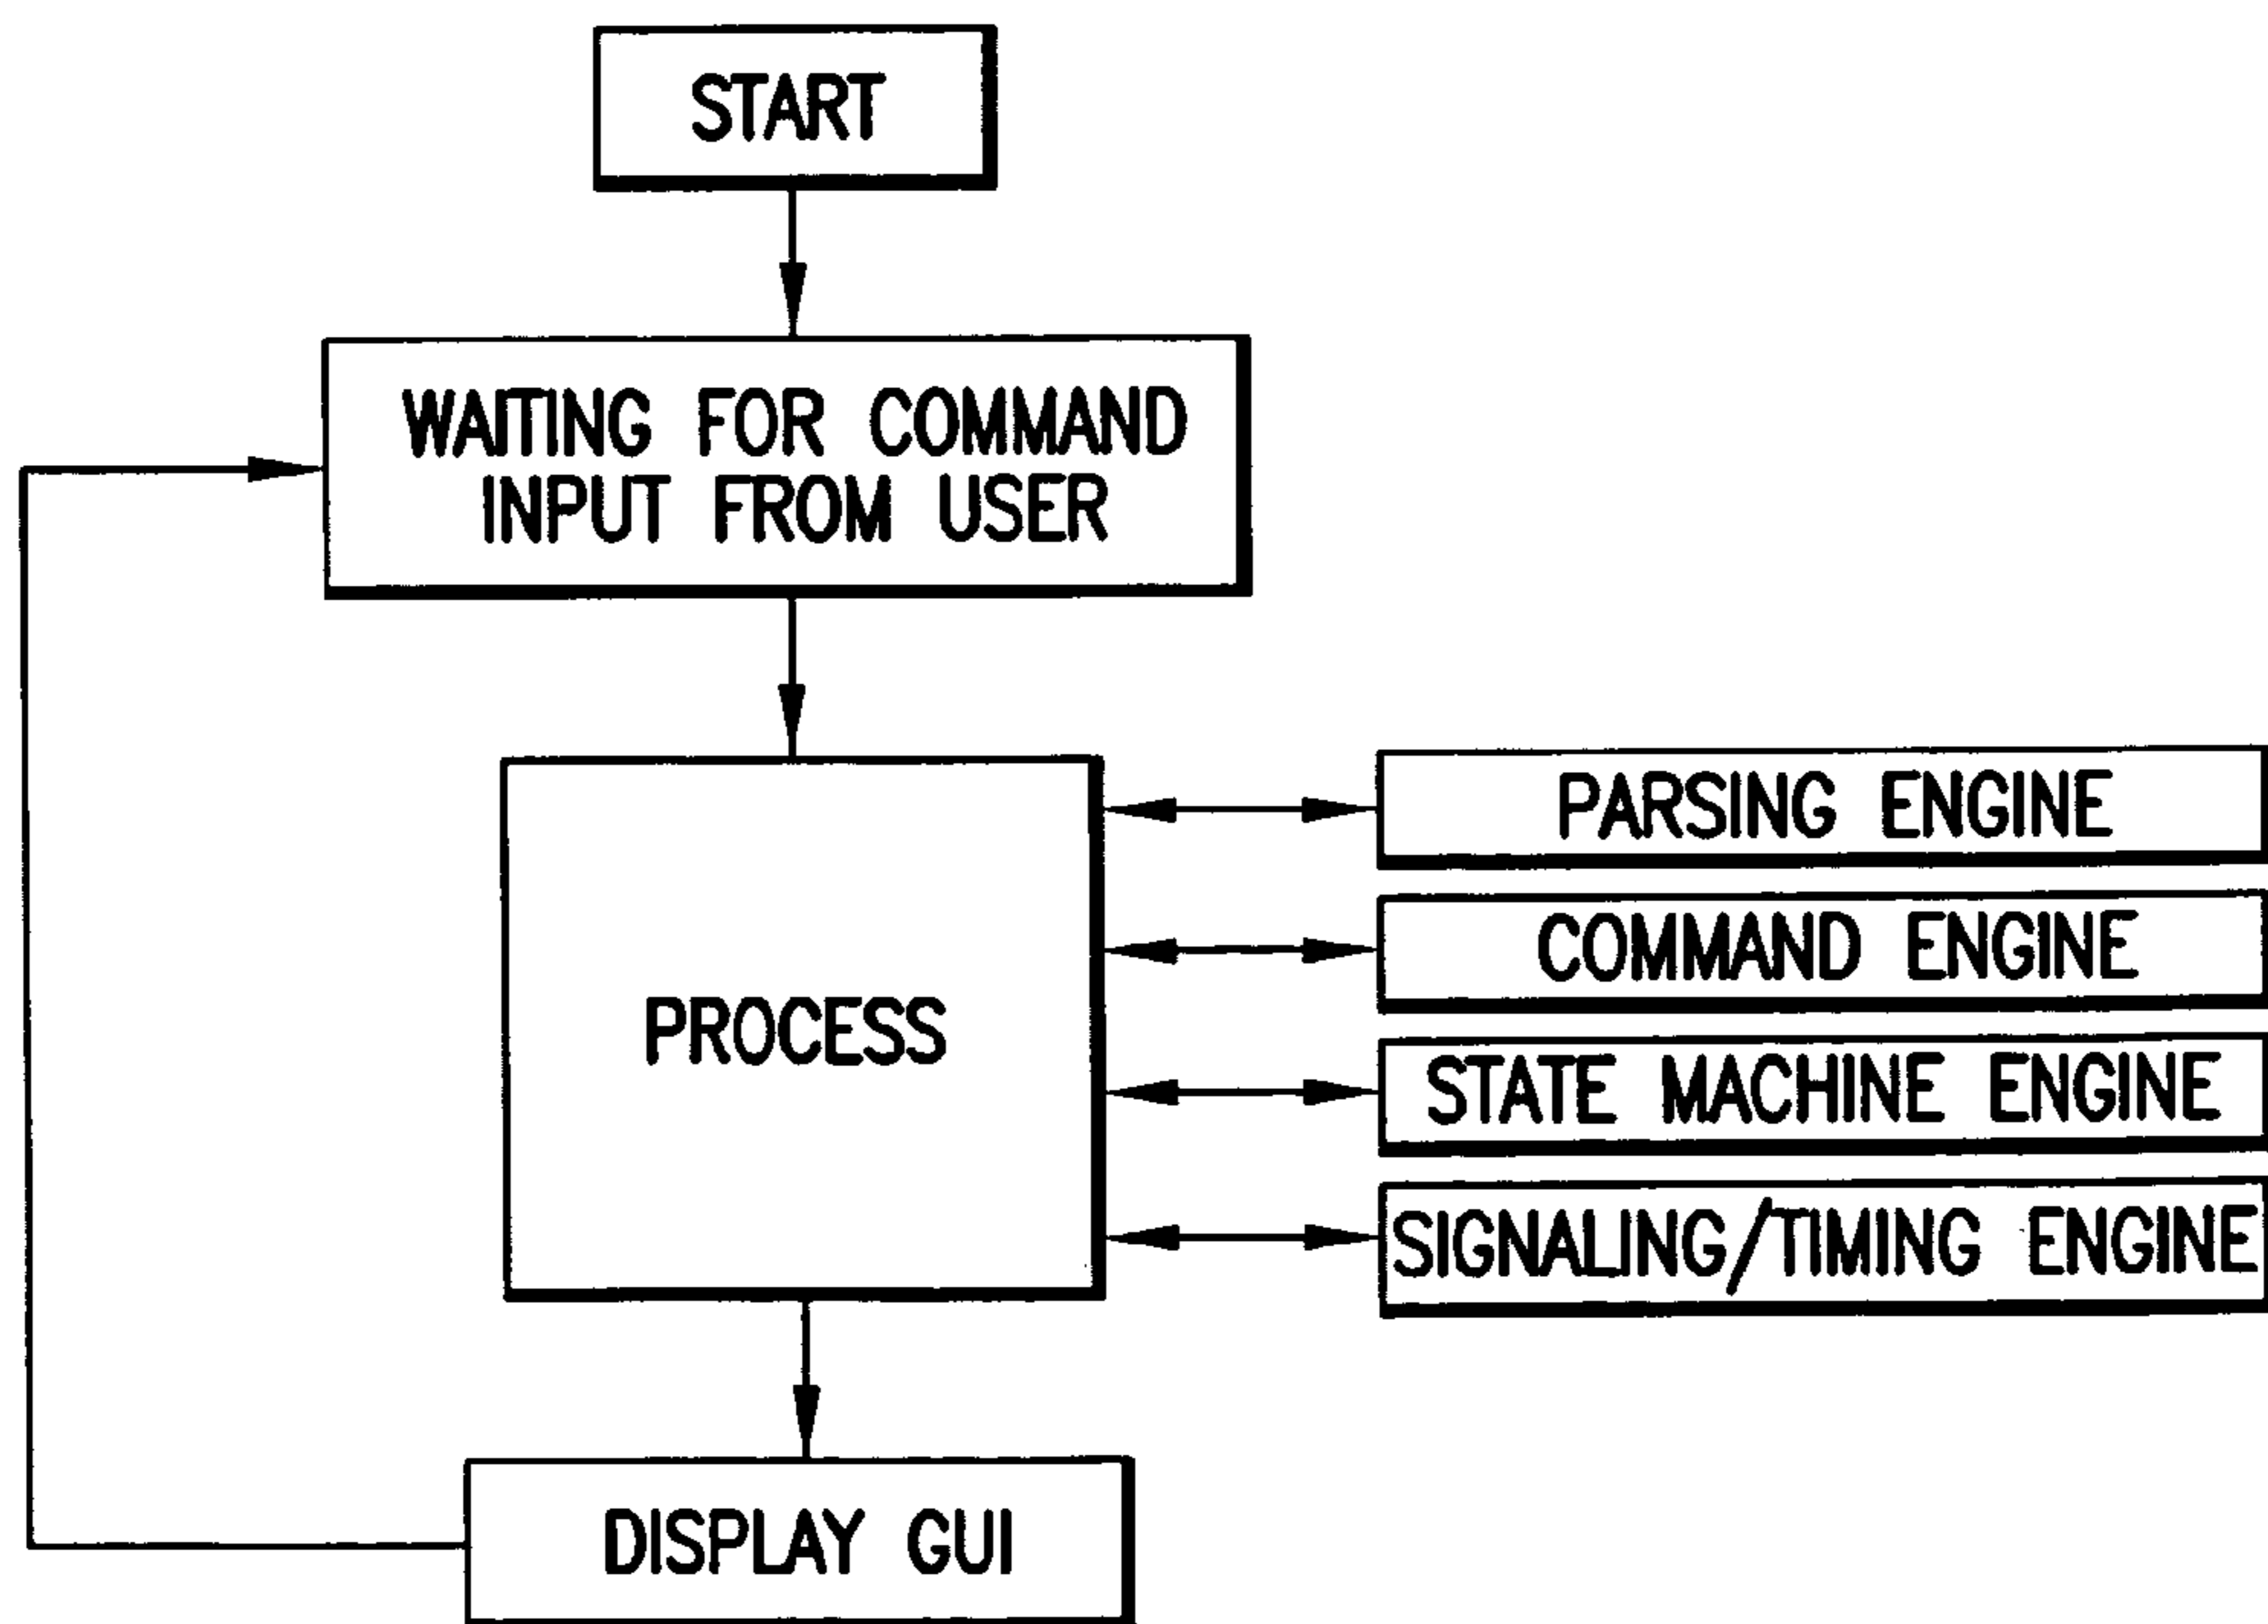 START
WAITING FOR COMMAND
INPUT FROM USER
PROCESS
PARSING ENGINE
COMMAND ENGINE
STATE MACHINE ENGINE
SIGNALING/TIMING ENGINE
DISPLAY GUI